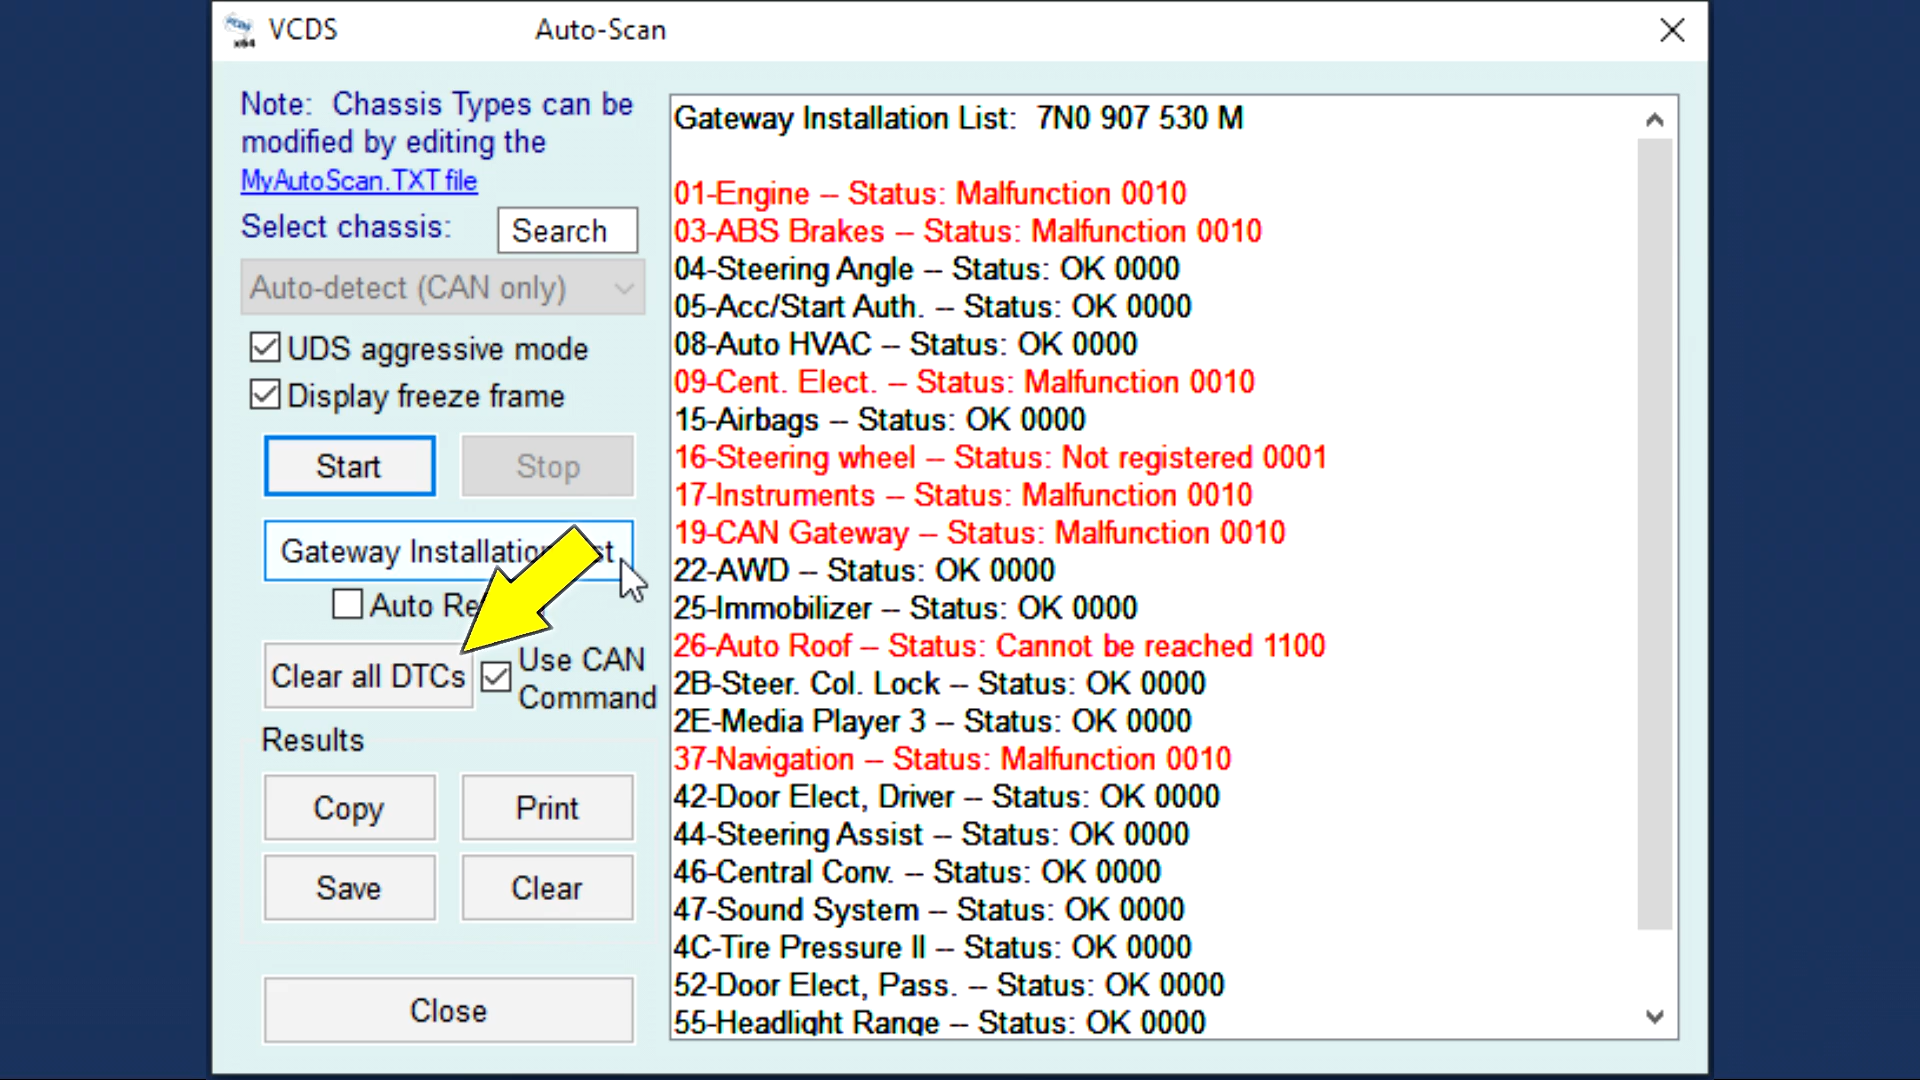 VCDS
Auto-Scan
Note: Chassis Types can be
modified by editing the
MyAutoScan.TXT file
Select chassis:
Search
Auto-detect (CAN only)
UDS aggressive mode
Display freeze frame
Start
Stop
Gateway Installation
Auto
Clear all DTCs
Use CAN
Command
Results
Copy
Print
Save
Clear
Close
Gateway Installation List: 7N0 907 530 M
01-Engine -- Status: Malfunction 0010
03-ABS Brakes -- Status: Malfunction 0010
04-Steering Angle -- Status: OK 0000
05-Acc/Start Auth. -- Status: OK 0000
08-Auto HVAC -- Status: OK 0000
09-Cent. Elect. -- Status: Malfunction 0010
15-Airbags -- Status: OK 0000
16-Steering wheel -- Status: Not registered 0001
17-Instruments -- Status: Malfunction 0010
19-CAN Gateway -- Status: Malfunction 0010
22-AWD -- Status: OK 0000
25-Immobilizer -- Status: OK 0000
26-Auto Roof -- Status: Cannot be reached 1100
2B-Steer. Col. Lock -- Status: OK 0000
2E-Media Player 3 -- Status: OK 0000
37-Navigation -- Status: Malfunction 0010
42-Door Elect, Driver -- Status: OK 0000
44-Steering Assist -- Status: OK 0000
46-Central Conv. -- Status: OK 0000
47-Sound System -- Status: OK 0000
4C-Tire Pressure II -- Status: OK 0000
52-Door Elect, Pass. -- Status: OK 0000
55-Headlight Range -- Status: OK 0000